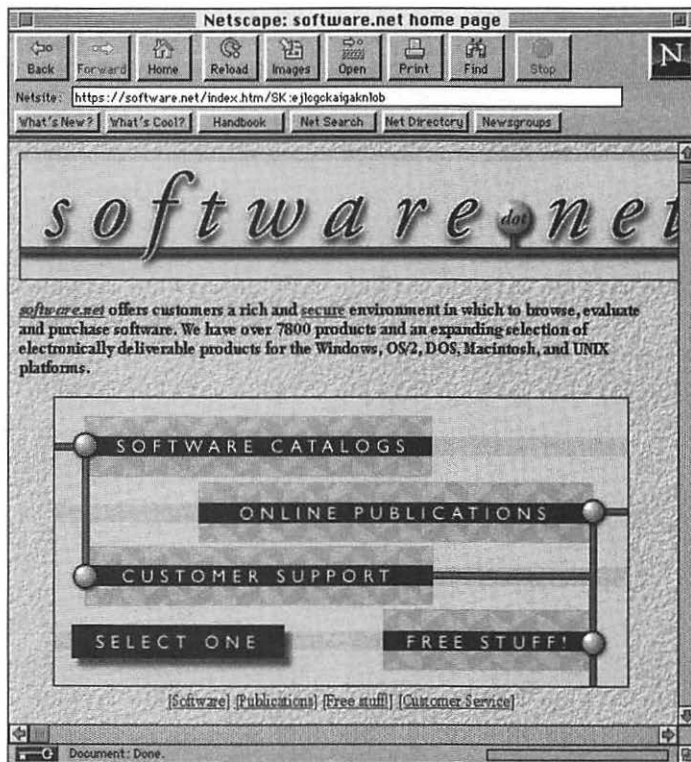 Netscape: software.net home page
Back Forward Home Reload Images Open Print Find Stop
N
Netsite: https://software.net/index.htm/SK:ejlcgckaigaknlob
What's New? What's Cool? Handbook Net Search Net Directory Newsgroups
software dot net
software.net offers customers a rich and secure environment in which to browse, evaluate
and purchase software. We have over 7800 products and an expanding selection of
electronically deliverable products for the Windows, OS/2, DOS, Macintosh, and UNIX
platforms.
SOFTWARE CATALOGS
ONLINE PUBLICATIONS
CUSTOMER SUPPORT
SELECT ONE FREE STUFF!
[Software] [Publications] [Free stuff!] [Customer Service]
Document: Done.